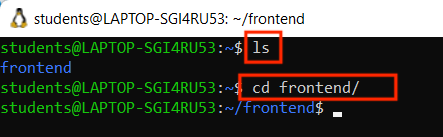 students@LAPTOP-SGI4RU53: ~/frontend
students@LAPTOP-SGI4RU53:~$ ls
frontend
students@LAPTOP-SGI4RU53:~$ cd frontend/
students@LAPTOP-SGI4RU53:~/frontend$